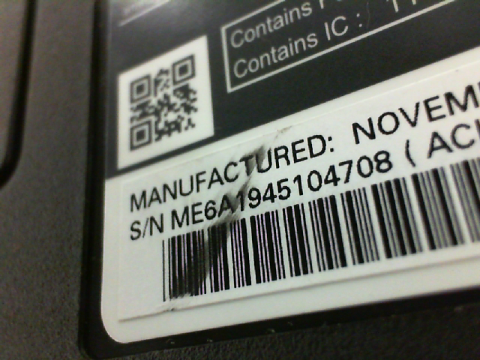 Contains
Contains IC :
MANUFACTURED: NOVEM
S/N ME6A1945104708 ( AC